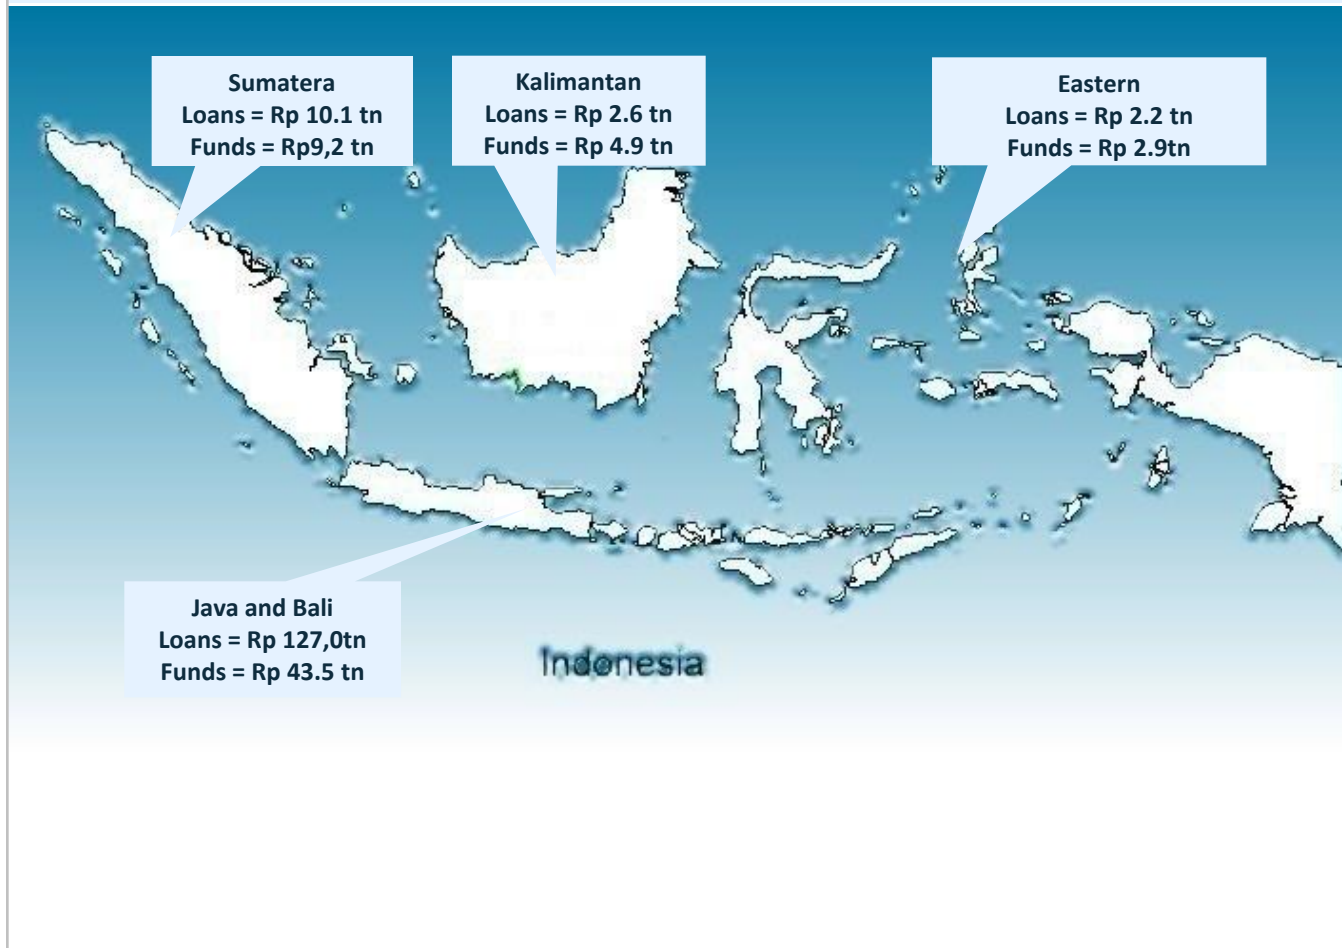 Sumatera
Loans = Rp 10.1 tn
Funds = Rp9,2 tn
Kalimantan
Loans = Rp 2.6 tn
Funds = Rp 4.9 tn
Eastern
Loans = Rp 2.2 tn
Funds = Rp 2.9tn
Java and Bali
Loans = Rp 127,0tn
Funds = Rp 43.5 tn
Indonesia